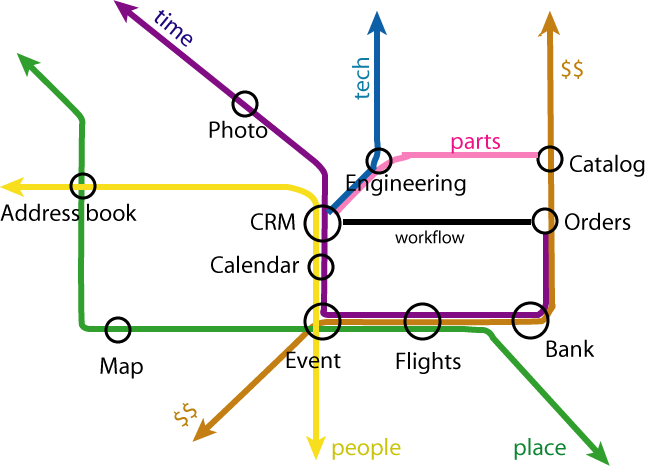 time
tech
$$
Photo
parts
Engineering
Catalog
Address book
CRM
workflow
Orders
Calendar
Map
Event
Flights
Bank
$$
people
place